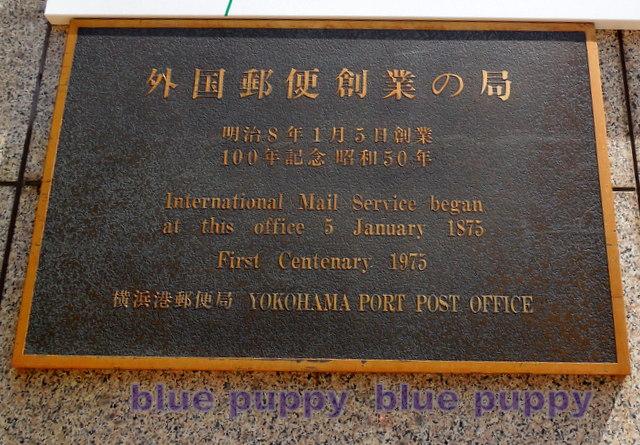 外国郵便創業の局
明治8年1月5日創業
100年記念 昭和50年
International Mail Service began
at this office 5 January 1875
First Centenary 1975
横浜港郵便局 YOKOHAMA PORT POST OFFICE
blue puppy blue puppy